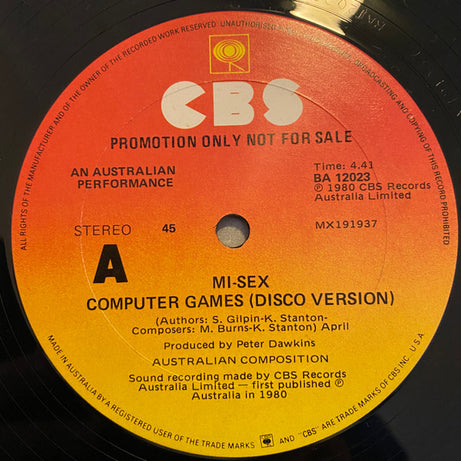 ALL RIGHTS OF THE MANUFACTURER AND OF THE OWNER OF THE RECORDED WORK RESERVED. UNAUTHORISED BROADCASTING AND COPYING OF THIS RECORD PROHIBITED.
CBS
PROMOTION ONLY NOT FOR SALE
AN AUSTRALIAN
PERFORMANCE
Time: 4.41
BA 12023
Ⓟ 1980 CBS Records
Australia Limited
STEREO 45
MX191937
A
MI-SEX
COMPUTER GAMES (DISCO VERSION)
(Authors: S. Gilpin-K. Stanton-
Composers: M. Burns-K. Stanton) April
Produced by Peter Dawkins
AUSTRALIAN COMPOSITION
Sound recording made by CBS Records
Australia Limited — first published Ⓟ
Australia in 1980
MADE IN AUSTRALIA BY A REGISTERED USER OF THE TRADE MARKS AND "CBS" ARE TRADE MARKS OF CBS INC. U.S.A.